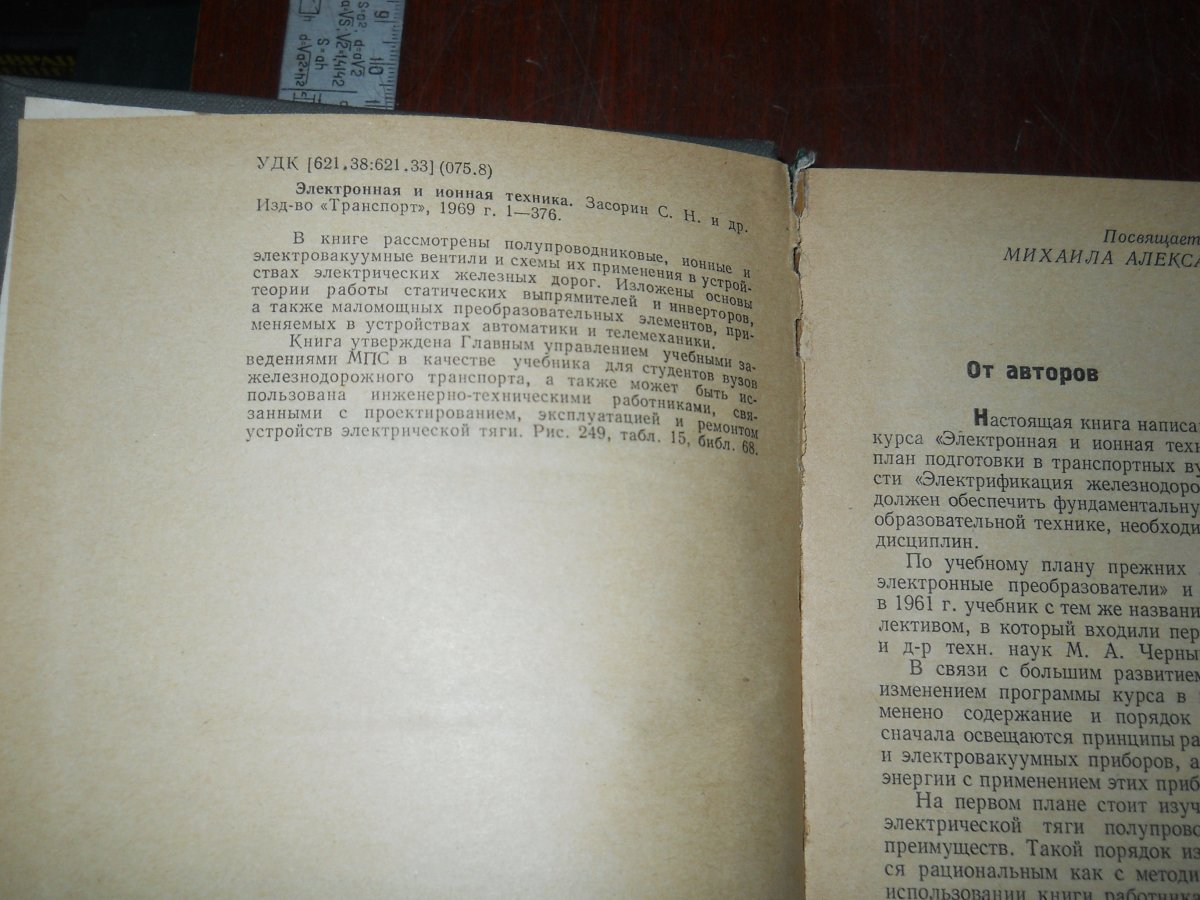 УДК [621.38:621.33] (075.8)
Электронная и ионная техника. Засорин С. Н. и др.
Изд-во «Транспорт», 1969 г. 1—376.
В книге рассмотрены полупроводниковые, ионные и
электровакуумные вентили и схемы их применения в устрой-
ствах электрических железных дорог. Изложены основы
теории работы статических выпрямителей и инверторов,
а также маломощных преобразовательных элементов, при-
меняемых в устройствах автоматики и телемеханики.
Книга утверждена Главным управлением учебными за-
ведениями МПС в качестве учебника для студентов вузов
железнодорожного транспорта, а также может быть ис-
пользована инженерно-техническими работниками, свя-
занными с проектированием, эксплуатацией и ремонтом
устройств электрической тяги. Рис. 249, табл. 15, библ. 68.
Посвящает
МИХАИЛА АЛЕКСА
От авторов
Настоящая книга написа
курса «Электронная и ионная техн
план подготовки в транспортных ву
сти «Электрификация железнодоро
должен обеспечить фундаментальну
образовательной технике, необходи
дисциплин.
По учебному плану прежних
электронные преобразователи» и
в 1961 г. учебник с тем же названи
лективом, в который входили пер
и д-р техн. наук М. А. Черны
В связи с большим развитием
изменением программы курса в
менено содержание и порядок
сначала освещаются принципы ра
и электровакуумных приборов, а
энергии с применением этих приб
На первом плане стоит изуч
электрической тяги полупрово
преимуществ. Такой порядок из
ся рациональным как с методи
использовании книги работника